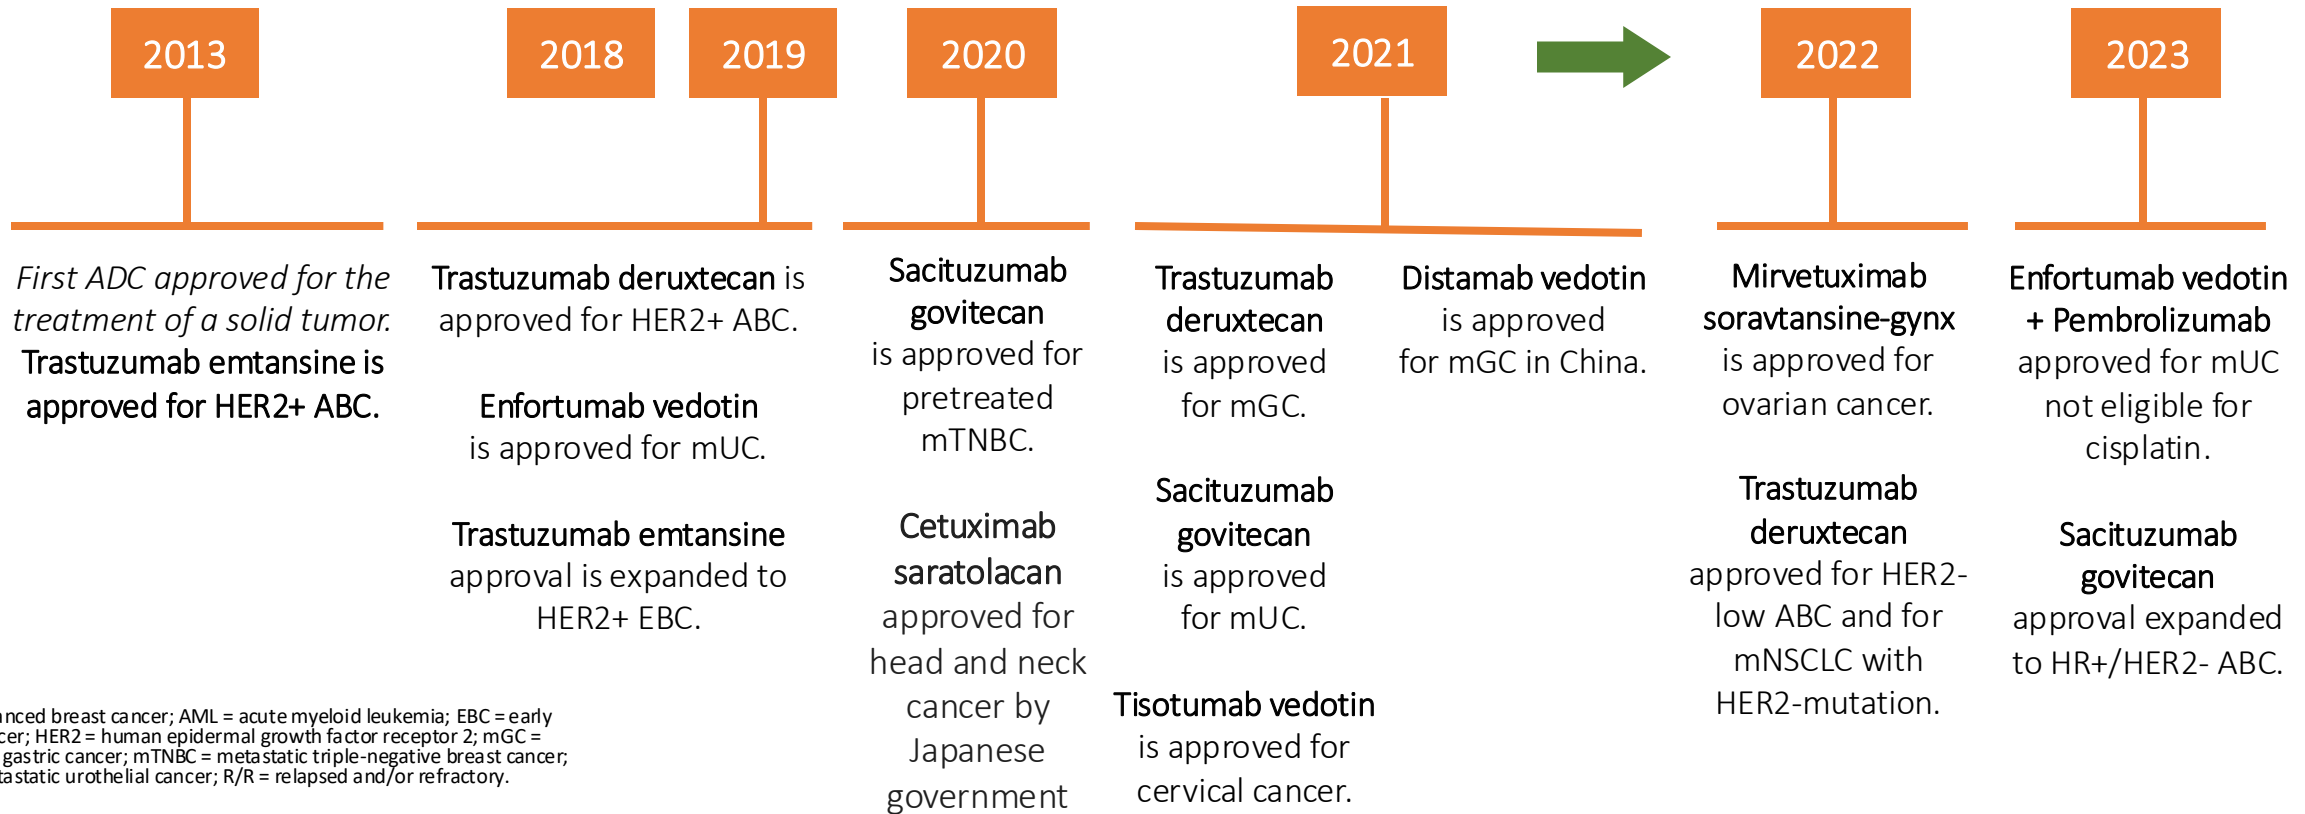 2013
2018
2019
2020
2021
2022
2023
First ADC approved for the
treatment of a solid tumor.
Trastuzumab emtansine is
approved for HER2+ ABC.
Trastuzumab deruxtecan is
approved for HER2+ ABC.
Enfortumab vedotin
is approved for mUC.
Trastuzumab emtansine
approval is expanded to
HER2+ EBC.
Sacituzumab
govitecan
is approved for
pretreated
mTNBC.
Cetuximab
saratolacan
approved for
head and neck
cancer by
Japanese
government
Trastuzumab
deruxtecan
is approved
for mGC.
Sacituzumab
govitecan
is approved
for mUC.
Tisotumab vedotin
is approved for
cervical cancer.
Distamab vedotin
is approved
for mGC in China.
Mirvetuximab
soravtansine-gynx
is approved for
ovarian cancer.
Trastuzumab
deruxtecan
approved for HER2-
low ABC and for
mNSCLC with
HER2-mutation.
Enfortumab vedotin
+ Pembrolizumab
approved for mUC
not eligible for
cisplatin.
Sacituzumab
govitecan
approval expanded
to HR+/HER2- ABC.
anced breast cancer; AML = acute myeloid leukemia; EBC = early
cer; HER2 = human epidermal growth factor receptor 2; mGC =
gastric cancer; mTNBC = metastatic triple-negative breast cancer;
tastatic urothelial cancer; R/R = relapsed and/or refractory.